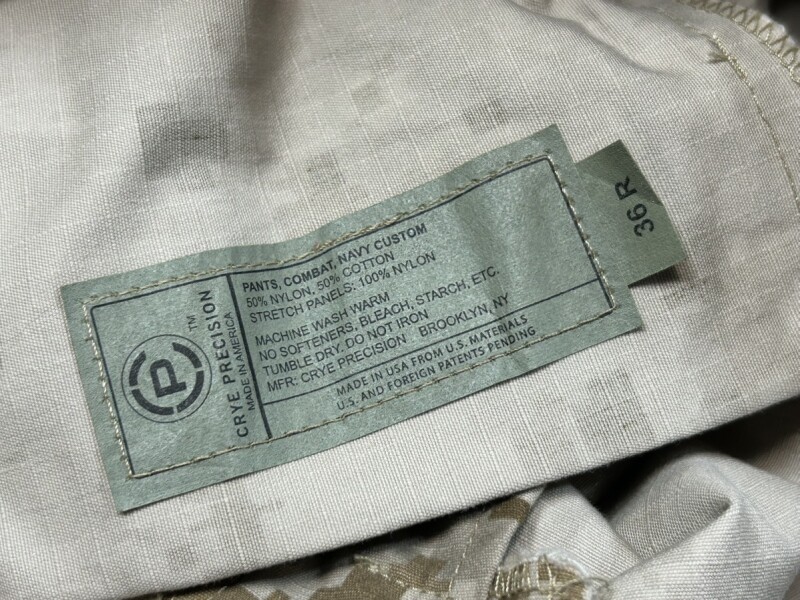 P
TM
CRYE PRECISION
MADE IN AMERICA
PANTS, COMBAT, NAVY CUSTOM
50% NYLON, 50% COTTON
STRETCH PANELS: 100% NYLON
MACHINE WASH WARM
NO SOFTENERS, BLEACH, STARCH, ETC.
TUMBLE DRY. DO NOT IRON
MFR: CRYE PRECISION BROOKLYN, NY
MADE IN USA FROM U.S. MATERIALS
U.S. AND FOREIGN PATENTS PENDING
36 R